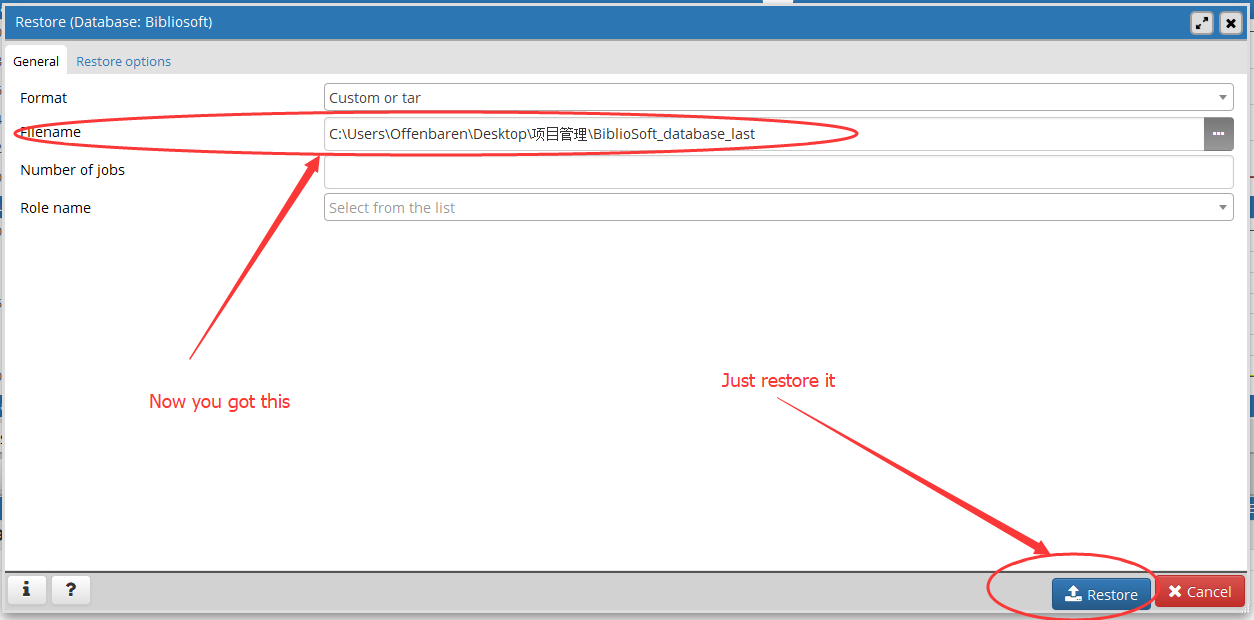 Restore (Database: Bibliosoft)
General
Restore options
Format
Custom or tar
Filename
C:\Users\Offenbaren\Desktop\项目管理\BiblioSoft_database_last
Number of jobs
Role name
Select from the list
Just restore it
Now you got this
i
?
Restore
Cancel